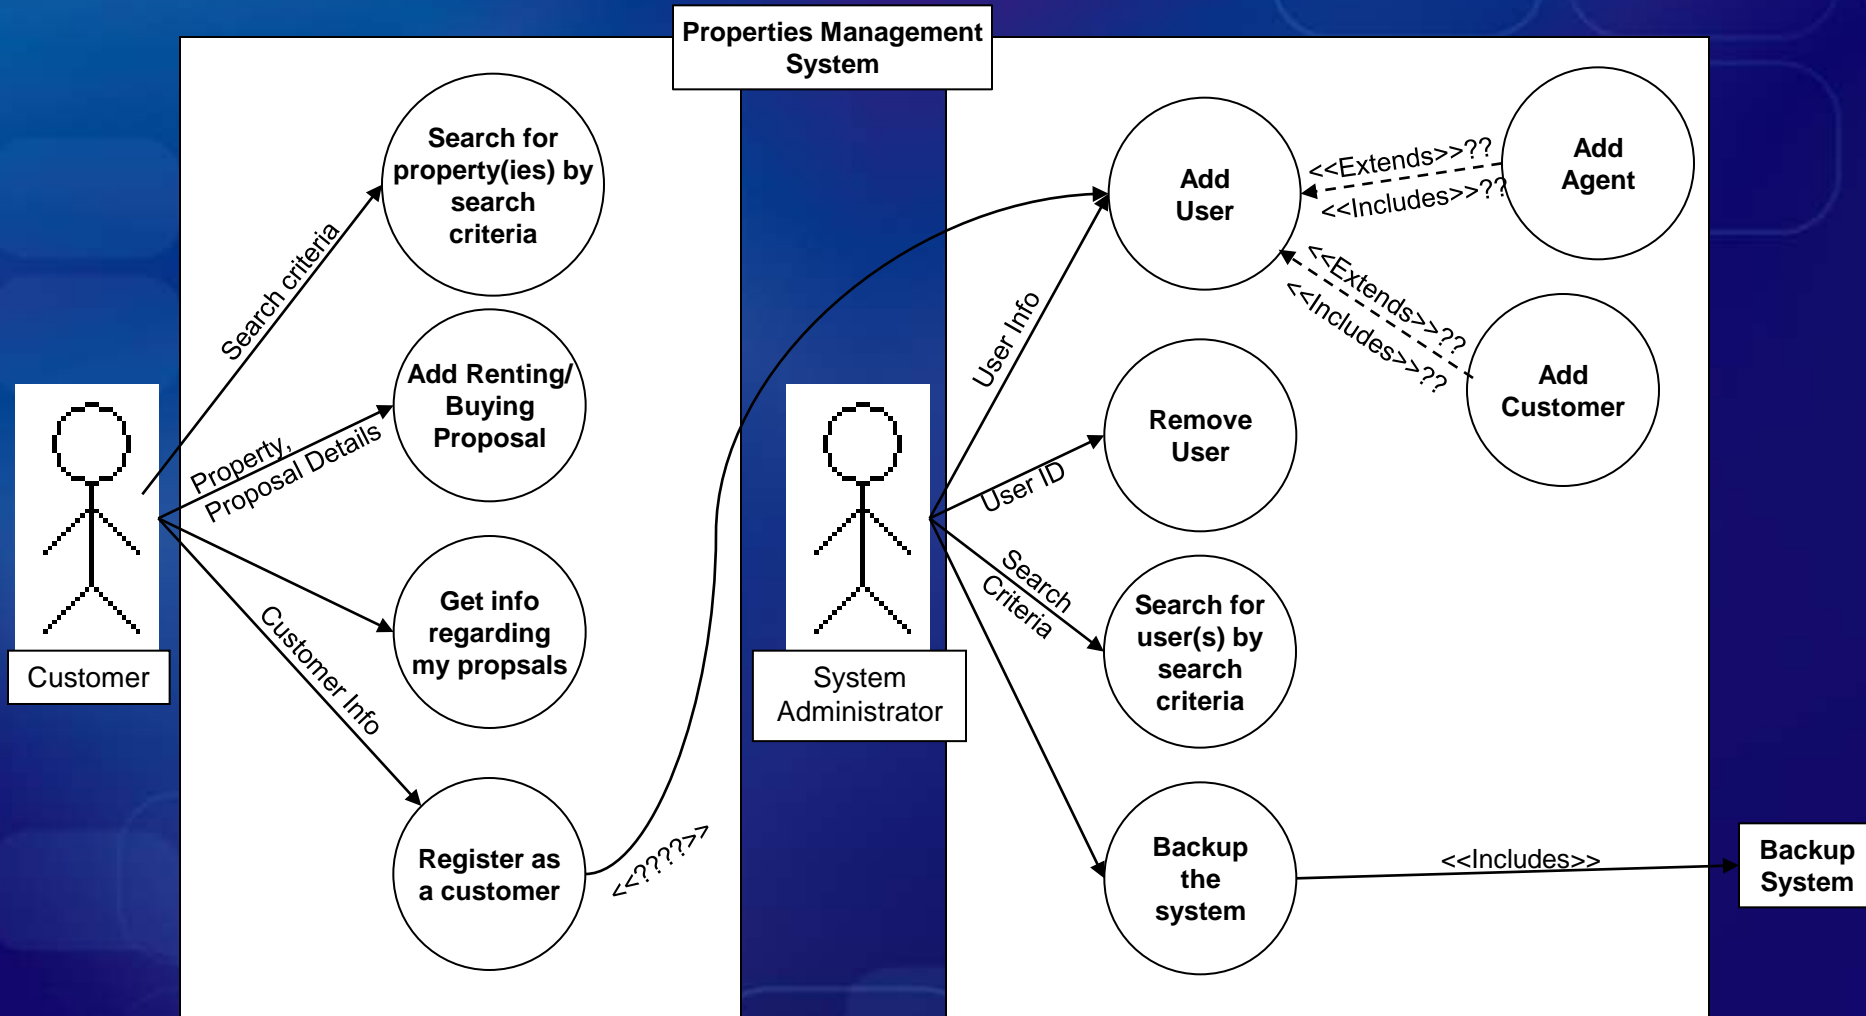 Properties Management
System
Search for
property(ies) by
search
criteria
Search criteria
Add Renting/
Buying
Proposal
Property,
Proposal Details
Get info
regarding
my propsals
Customer
Customer Info
Register as
a customer
<<????>>
Add
User
<<Extends>>??
<<Includes>>??
Add
Agent
<<Extends>>??
<<Includes>>??
Add
Customer
User Info
Remove
User
User ID
Search
Criteria
Search for
user(s) by
search
criteria
System
Administrator
Backup
the
system
<<Includes>>
Backup
System